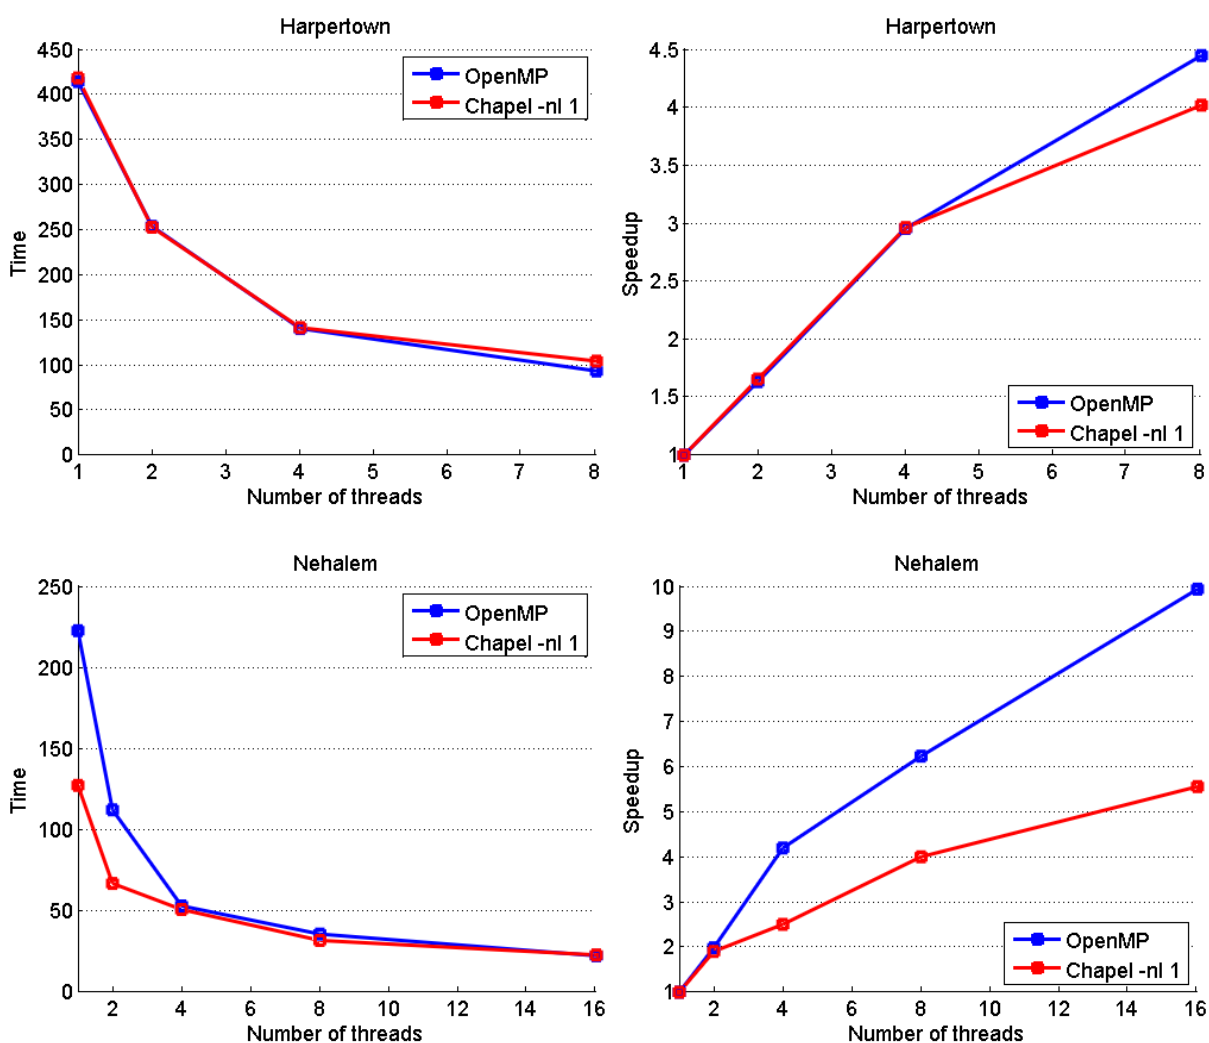 Harpertown
450
400
350
300
250
200
150
100
50
0
Time
OpenMP
Chapel -nl 1
1 2 3 4 5 6 7 8
Number of threads
Harpertown
4.5
4
3.5
3
2.5
2
1.5
1
Speedup
OpenMP
Chapel -nl 1
1 2 3 4 5 6 7 8
Number of threads
Nehalem
250
200
150
100
50
0
Time
OpenMP
Chapel -nl 1
2 4 6 8 10 12 14 16
Number of threads
Nehalem
10
9
8
7
6
5
4
3
2
1
Speedup
OpenMP
Chapel -nl 1
2 4 6 8 10 12 14 16
Number of threads